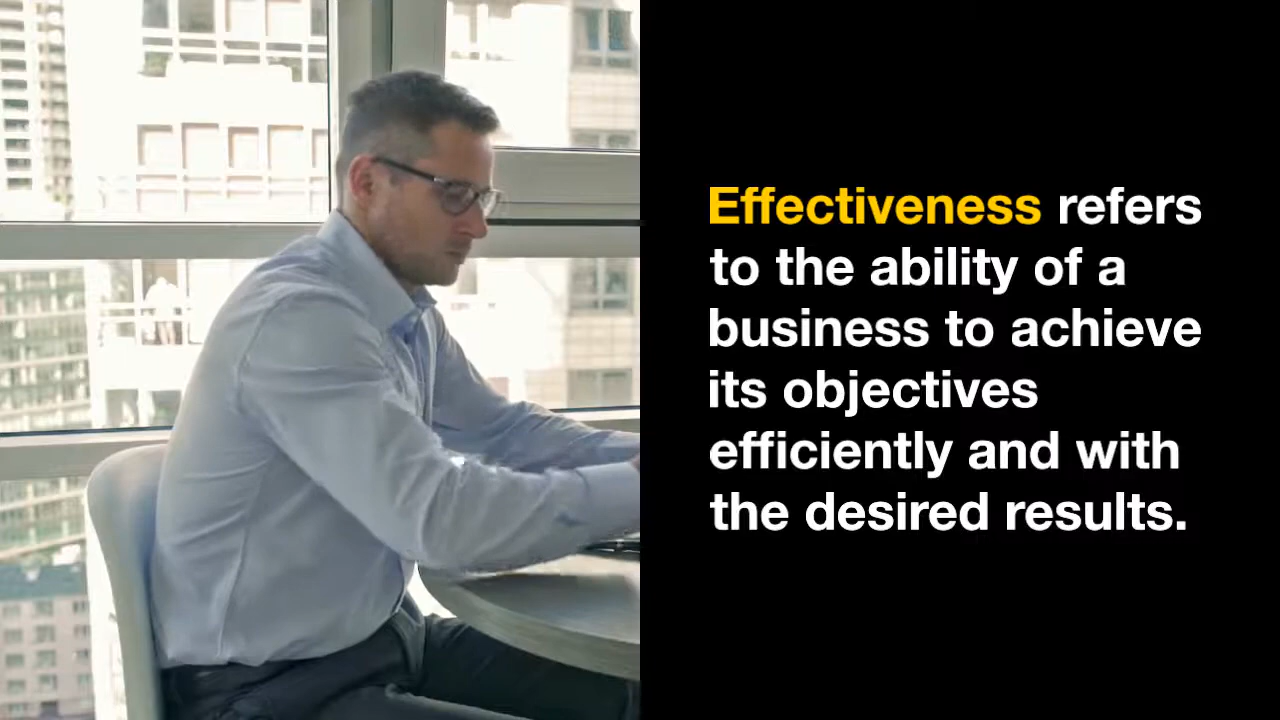 Effectiveness refers
to the ability of a
business to achieve
its objectives
efficiently and with
the desired results.